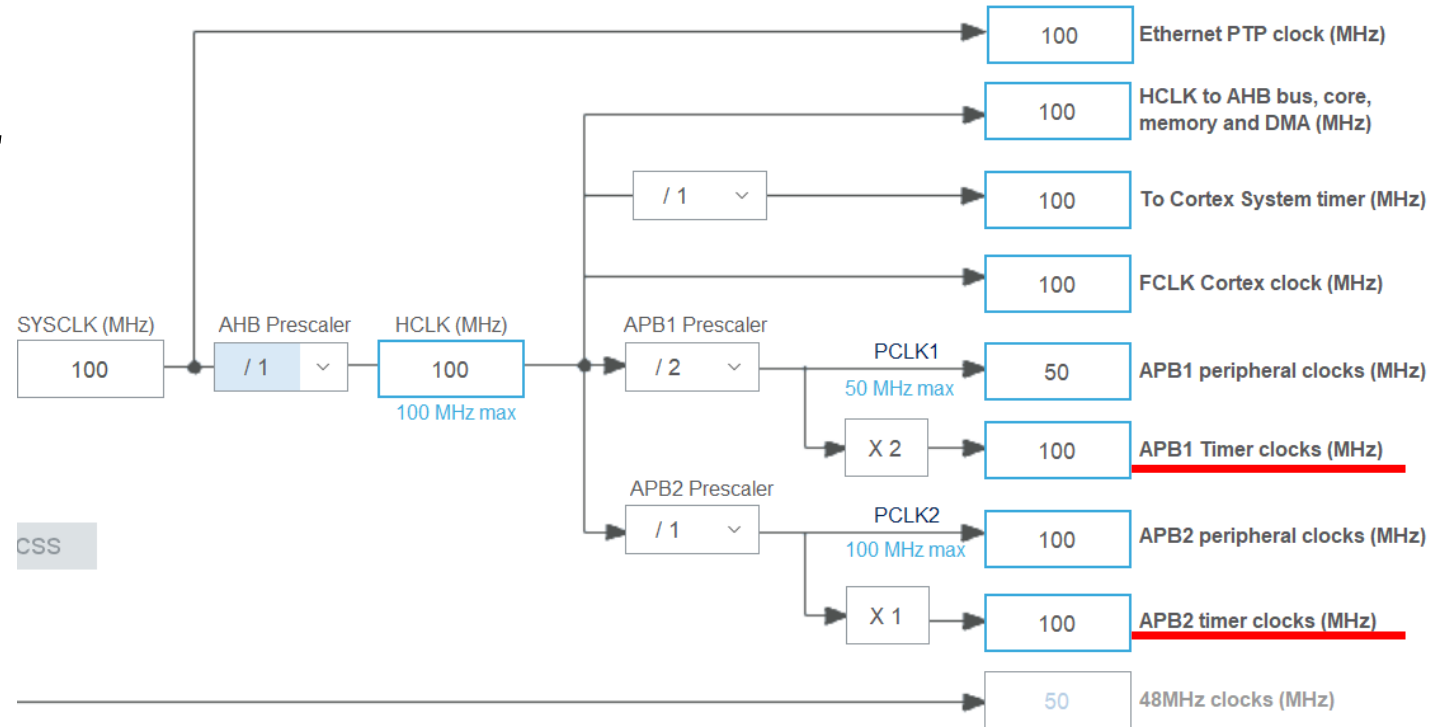 100
Ethernet PTP clock (MHz)
100
HCLK to AHB bus, core,
memory and DMA (MHz)
/ 1
100
To Cortex System timer (MHz)
100
FCLK Cortex clock (MHz)
SYSCLK (MHz)
AHB Prescaler
HCLK (MHz)
APB1 Prescaler
100
/ 1
100
100 MHz max
/ 2
PCLK1
50 MHz max
50
APB1 peripheral clocks (MHz)
X 2
100
APB1 Timer clocks (MHz)
APB2 Prescaler
/ 1
PCLK2
100 MHz max
100
APB2 peripheral clocks (MHz)
CSS
X 1
100
APB2 timer clocks (MHz)
50
48MHz clocks (MHz)